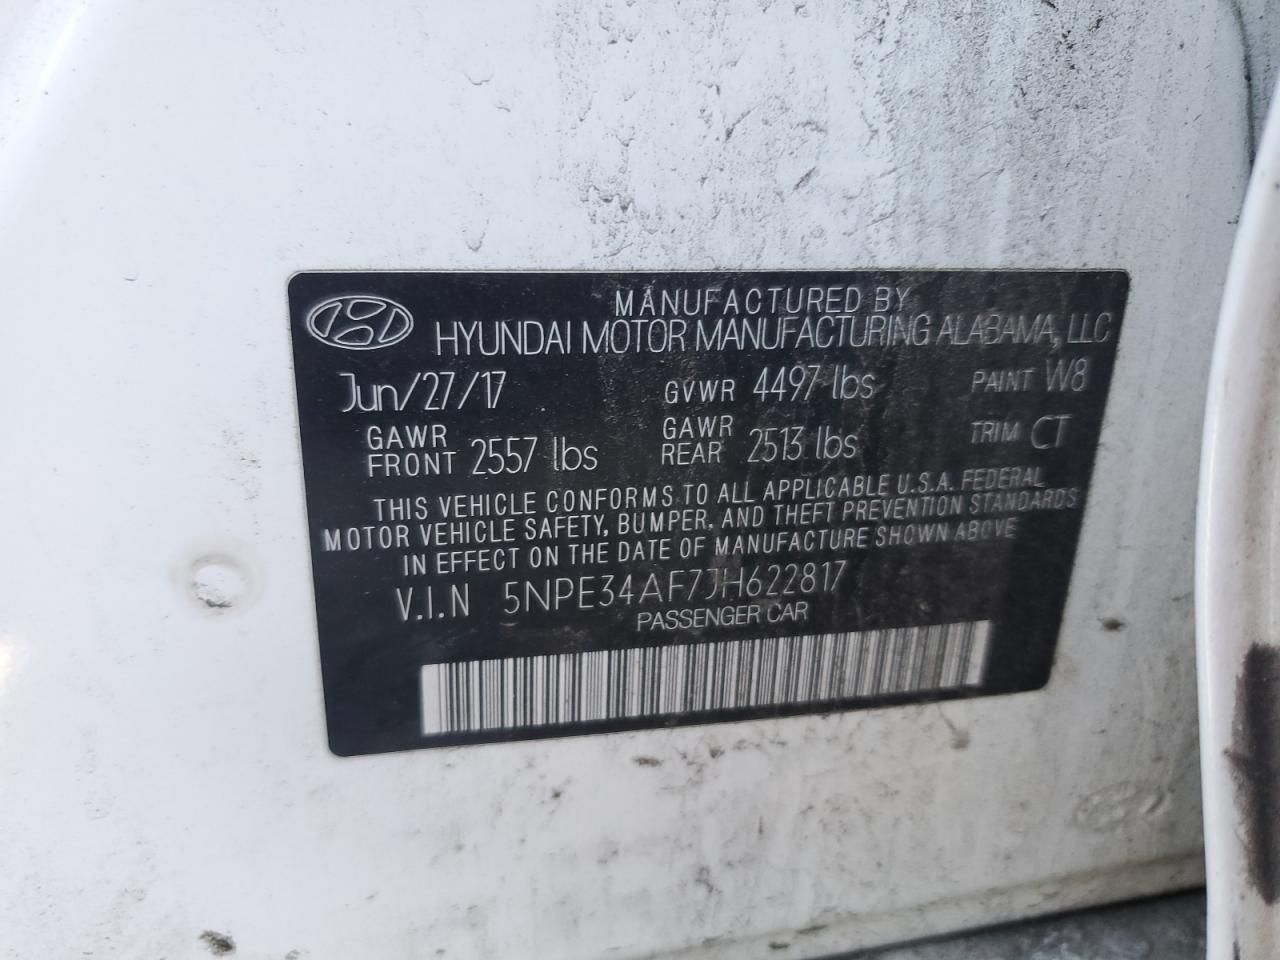 MANUFACTURED BY
HYUNDAI MOTOR MANUFACTURING ALABAMA, LLC
Jun/27/17 GVWR 4497 lbs PAINT W8
GAWR FRONT 2557 lbs GAWR REAR 2513 lbs TRIM CT
THIS VEHICLE CONFORMS TO ALL APPLICABLE U.S.A. FEDERAL
MOTOR VEHICLE SAFETY, BUMPER, AND THEFT PREVENTION STANDARDS
IN EFFECT ON THE DATE OF MANUFACTURE SHOWN ABOVE
V.I.N 5NPE34AF7JH622817
PASSENGER CAR